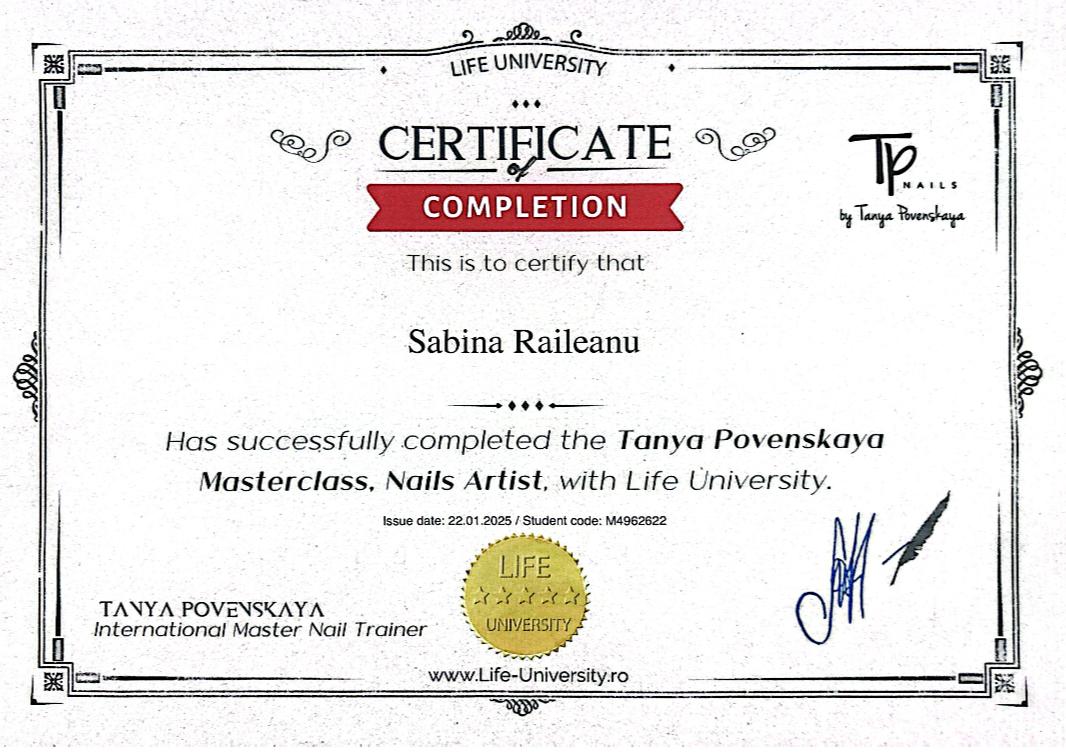 LIFE UNIVERSITY
CERTIFICATE
of
COMPLETION
TP
NAILS
by Tanya Povenskaya
This is to certify that
Sabina Raileanu
Has successfully completed the Tanya Povenskaya
Masterclass, Nails Artist, with Life University.
Issue date: 22.01.2025 / Student code: M4962622
LIFE
UNIVERSITY
TANYA POVENSKAYA
International Master Nail Trainer
www.Life-University.ro